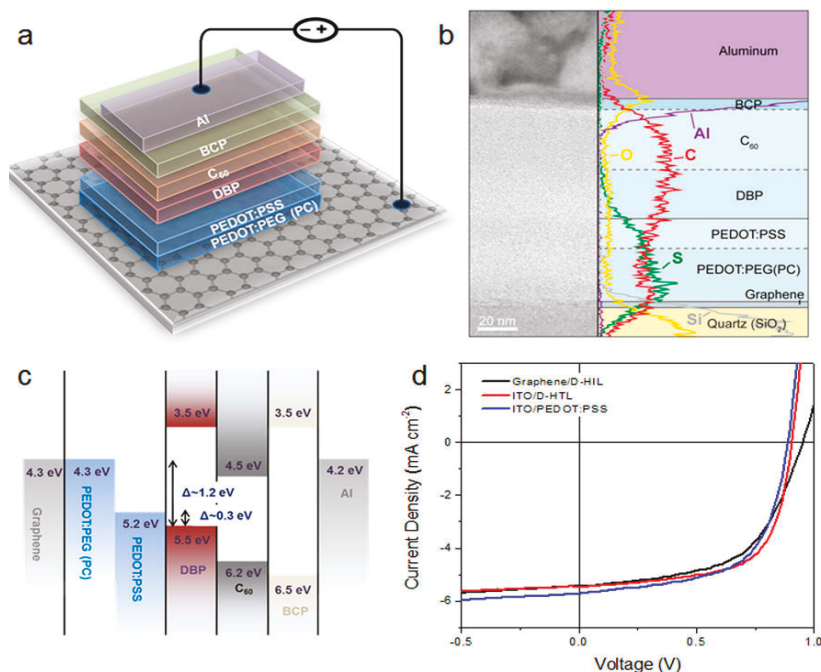 a
− +
Al
BCP
C60
DBP
PEDOT:PSS
PEDOT:PEG (PC)
b
Aluminum
BCP
Al
C60
O
C
DBP
PEDOT:PSS
S
PEDOT:PEG(PC)
Graphene
Si
Quartz (SiO2)
20 nm
c
3.5 eV
3.5 eV
4.3 eV
4.3 eV
4.5 eV
4.2 eV
Δ~1.2 eV
Δ~0.3 eV
5.2 eV
5.5 eV
6.2 eV
6.5 eV
Graphene
PEDOT:PEG (PC)
PEDOT:PSS
DBP
C60
BCP
Al
d
Graphene/D-HIL
ITO/D-HTL
ITO/PEDOT:PSS
Current Density (mA cm-2)
2
0
-2
-4
-6
-0.5
0.0
0.5
1.0
Voltage (V)